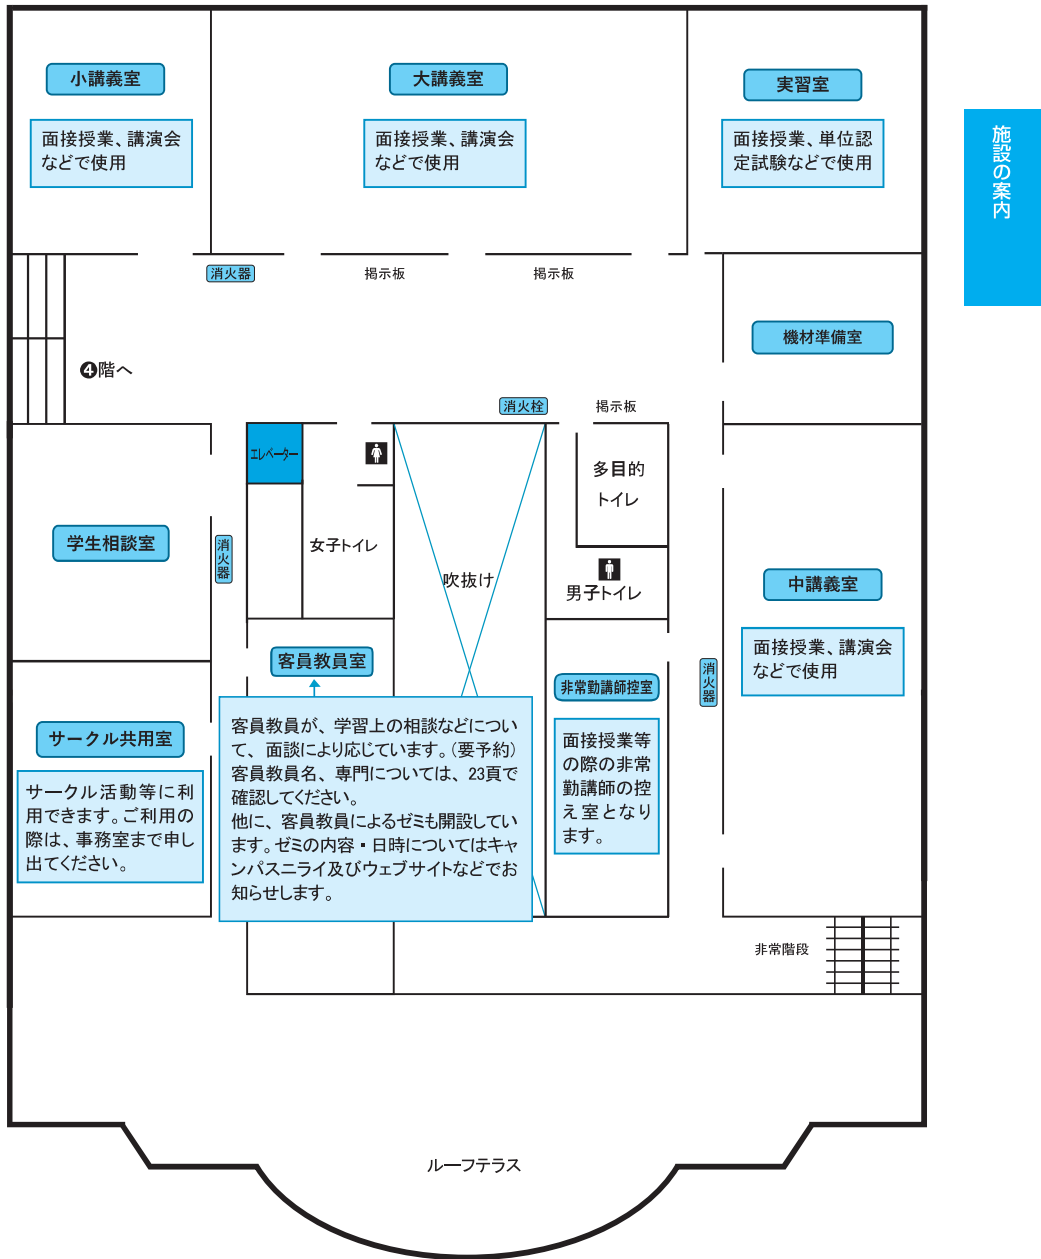 施設の案内
小講義室
面接授業、講演会
などで使用
大講義室
面接授業、講演会
などで使用
実習室
面接授業、単位認
定試験などで使用
消火器
掲示板
掲示板
機材準備室
❹階へ
消火栓
掲示板
エレベーター
多目的
トイレ
学生相談室
消火器
女子トイレ
吹抜け
男子トイレ
中講義室
面接授業、講演会
などで使用
客員教員室
非常勤講師控室
消火器
サークル共用室
サークル活動等に利
用できます。ご利用の
際は、事務室まで申し
出てください。
客員教員が、学習上の相談などについ
て、面談により応じています。（要予約）
客員教員名、専門については、23頁で
確認してください。
他に、客員教員によるゼミも開設してい
ます。ゼミの内容・日時についてはキャ
ンパスニライ及びウェブサイトなどでお
知らせします。
面接授業等
の際の非常
勤講師の控
え室となり
ます。
非常階段
ルーフテラス